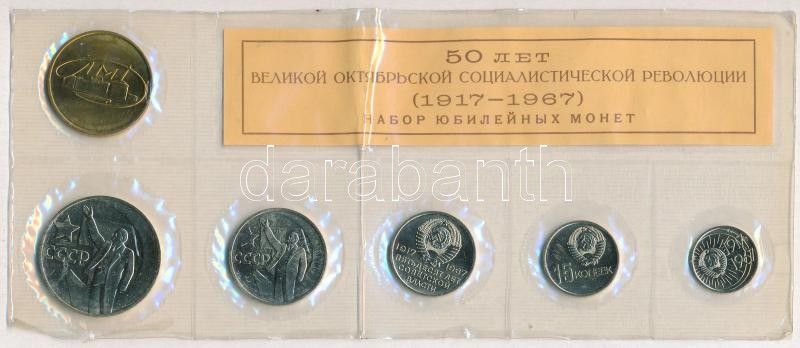 50 ЛЕТ
ВЕЛИКОЙ ОКТЯБРЬСКОЙ СОЦИАЛИСТИЧЕСКОЙ РЕВОЛЮЦИИ
(1917-1967)
НАБОР ЮБИЛЕЙНЫХ МОНЕТ
ЛМД
darabanth
СССР
СССР
1917 1967
ПЯТЬДЕСЯТ ЛЕТ
СОВЕТСКОЙ
ВЛАСТИ
15 КОПЕЕК